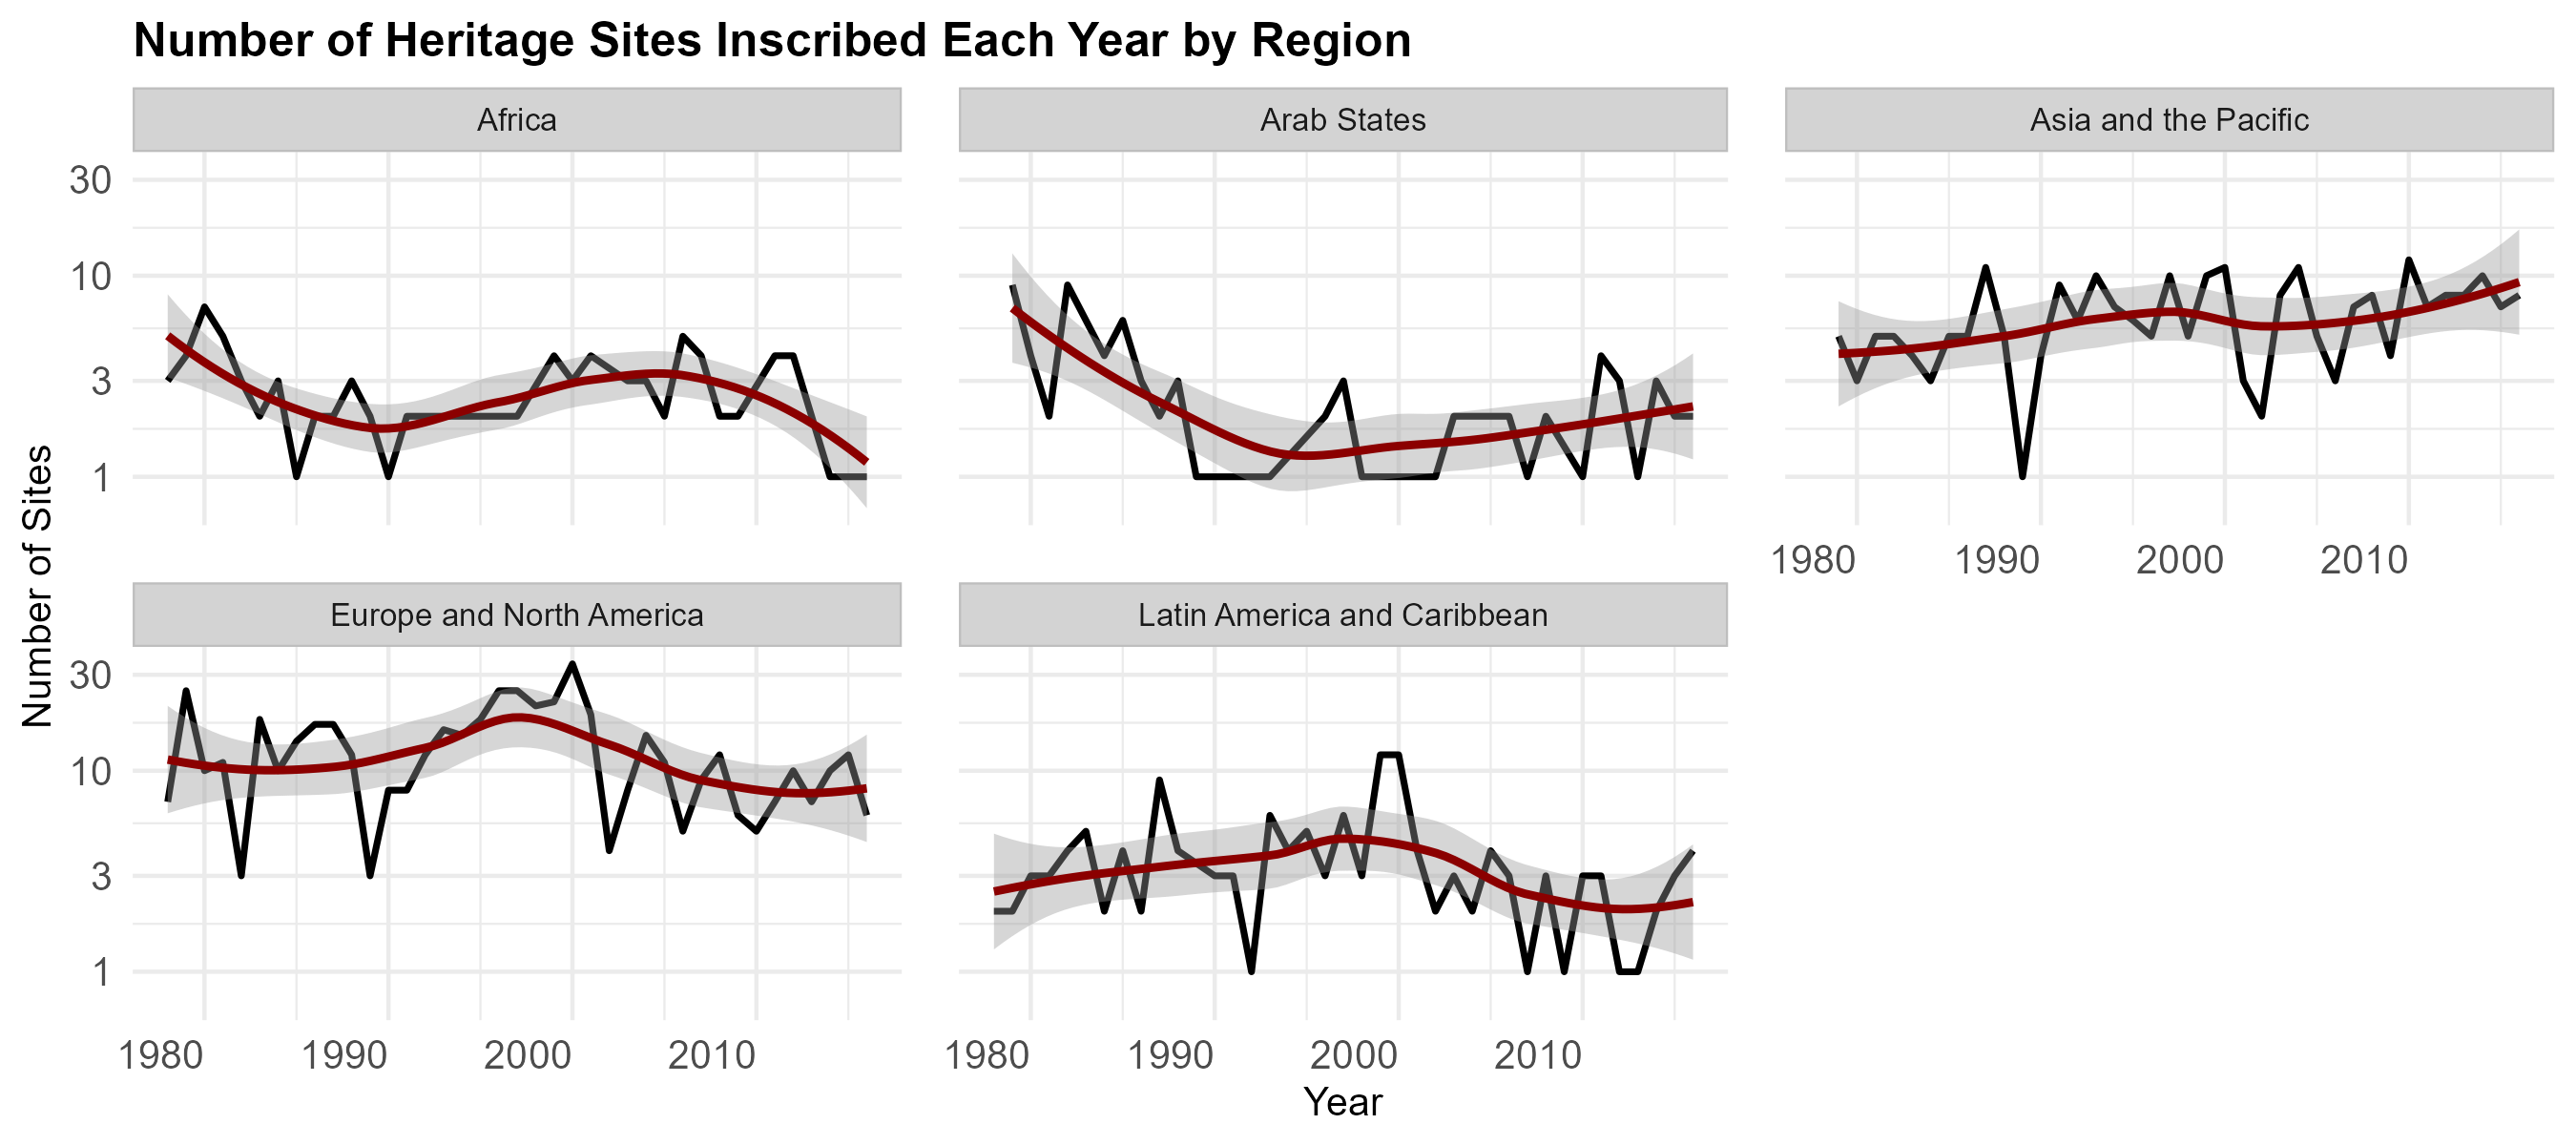 Number of Heritage Sites Inscribed Each Year by Region
Africa
Arab States
Asia and the Pacific
30
10
3
1
1980 1990 2000 2010
Europe and North America
Latin America and Caribbean
30
10
3
1
1980 1990 2000 2010
1980 1990 2000 2010
Number of Sites
Year